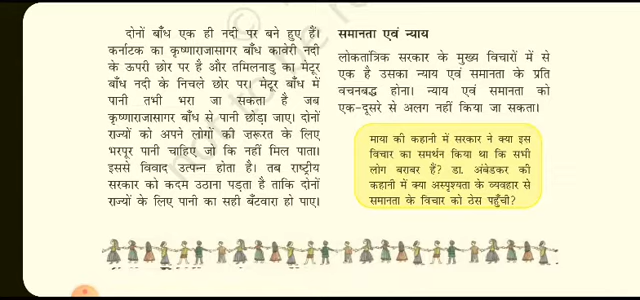 दोनों बाँध एक ही नदी पर बने हुए हैं।
कर्नाटक का कृष्णाराजासागर बाँध कावेरी नदी
के ऊपरी छोर पर है और तमिलनाडु का मेटूर
बाँध नदी के निचले छोर पर। मेटूर बाँध में
पानी तभी भरा जा सकता है जब
कृष्णाराजासागर बाँध से पानी छोड़ा जाए। दोनों
राज्यों को अपने लोगों की ज़रूरत के लिए
भरपूर पानी चाहिए जो कि नहीं मिल पाता।
इससे विवाद उत्पन्न होता है। तब राष्ट्रीय
सरकार को कदम उठाना पड़ता है ताकि दोनों
राज्यों के लिए पानी का सही बँटवारा हो पाए।
समानता एवं न्याय
लोकतांत्रिक सरकार के मुख्य विचारों में से
एक है उसका न्याय एवं समानता के प्रति
वचनबद्ध होना। न्याय एवं समानता को
एक-दूसरे से अलग नहीं किया जा सकता।
माया की कहानी में सरकार ने क्या इस
विचार का समर्थन किया था कि सभी
लोग बराबर हैं? डा. अंबेडकर की
कहानी में क्या अस्पृश्यता के व्यवहार से
समानता के विचार को ठेस पहुँची?